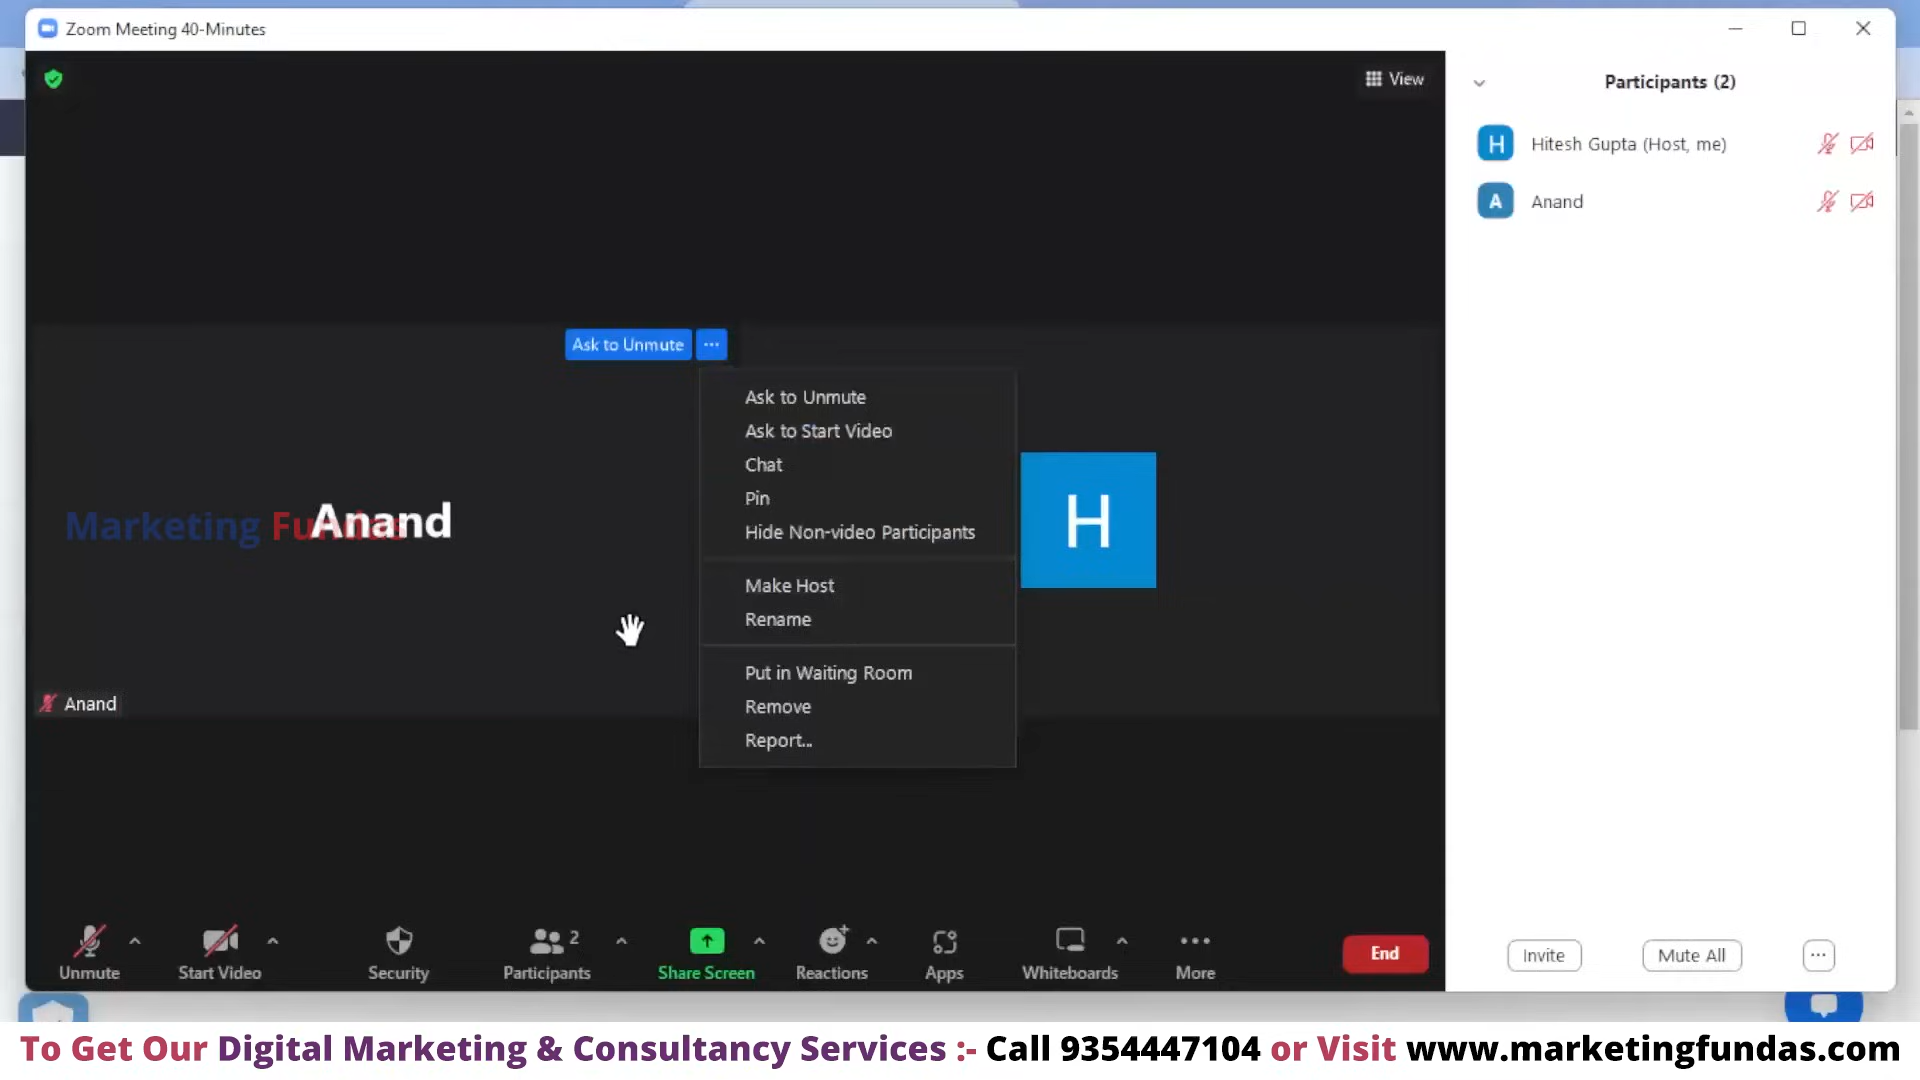 Zoom Meeting 40-Minutes
View
Participants (2)
H Hitesh Gupta (Host, me)
A Anand
Ask to Unmute ...
Ask to Unmute
Ask to Start Video
Chat
Pin
Hide Non-video Participants
Make Host
Rename
Put in Waiting Room
Remove
Report...
Marketing Fundas
Anand
H
Anand
Unmute
Start Video
Security
2
Participants
Share Screen
Reactions
Apps
Whiteboards
More
End
Invite
Mute All
...
To Get Our Digital Marketing & Consultancy Services :- Call 9354447104 or Visit www.marketingfundas.com